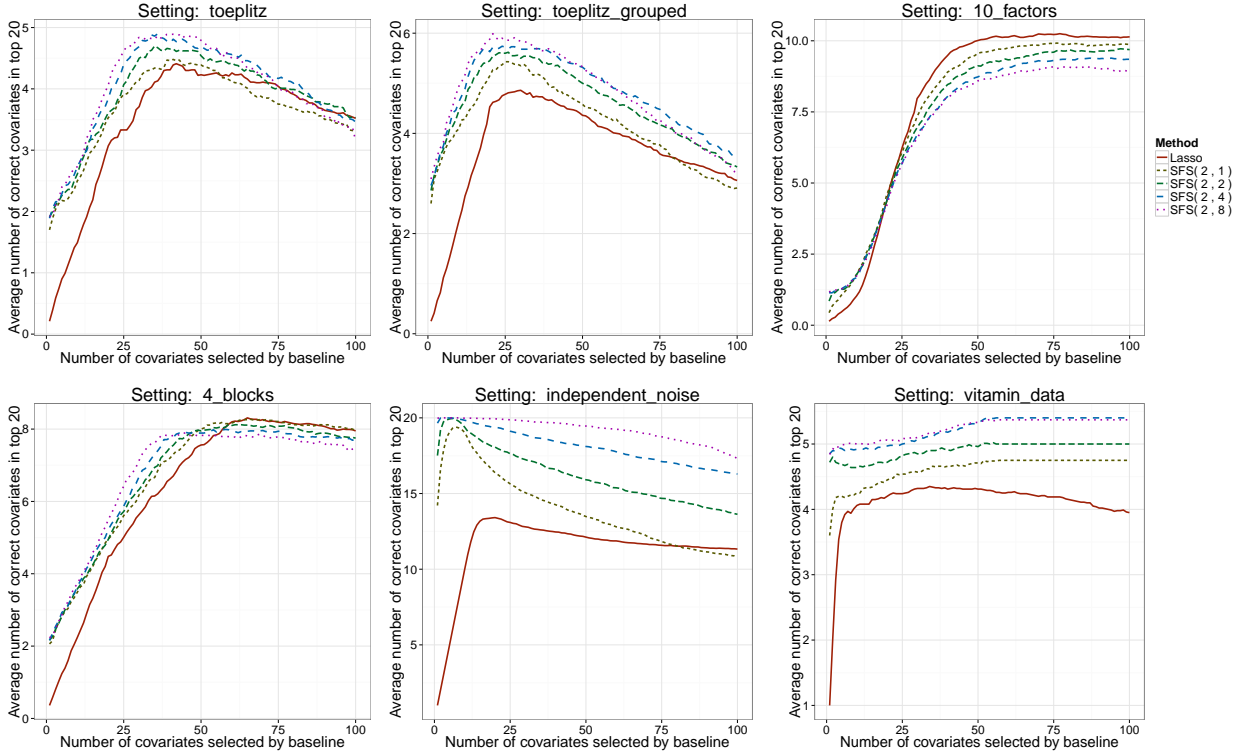 Setting: toeplitz
Average number of correct covariates in top 20
5
4
3
2
1
0
0
25
50
75
100
Number of covariates selected by baseline
Setting: toeplitz_grouped
Average number of correct covariates in top 20
6
4
2
0
0
25
50
75
100
Number of covariates selected by baseline
Setting: 10_factors
Average number correct covariates in top 20
10.0
7.5
5.0
2.5
0.0
0
25
50
75
100
Number of covariates selected by baseline
Method
Lasso
SFS( 2 , 1 )
SFS( 2 , 2 )
SFS( 2 , 4 )
SFS( 2 , 8 )
Setting: 4_blocks
Average number of correct covariates in top 20
8
6
4
2
0
0
25
50
75
100
Number of covariates selected by baseline
Setting: independent_noise
Average number of correct covariates in top 20
20
15
10
5
0
25
50
75
100
Number of covariates selected by baseline
Setting: vitamin_data
Average number of correct covariates in top 20
5
4
3
2
1
0
25
50
75
100
Number of covariates selected by baseline